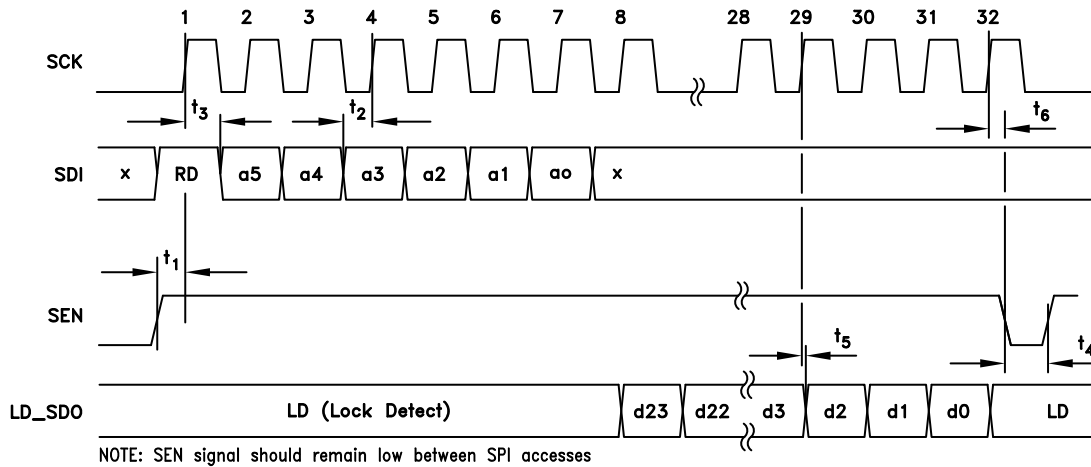 1 2 3 4 5 6 7 8 28 29 30 31 32
SCK
t3 t2 t6
SDI x RD a5 a4 a3 a2 a1 ao x
t1
SEN
t5 t4
LD_SDO LD (Lock Detect) d23 d22 d3 d2 d1 d0 LD
NOTE: SEN signal should remain low between SPI accesses